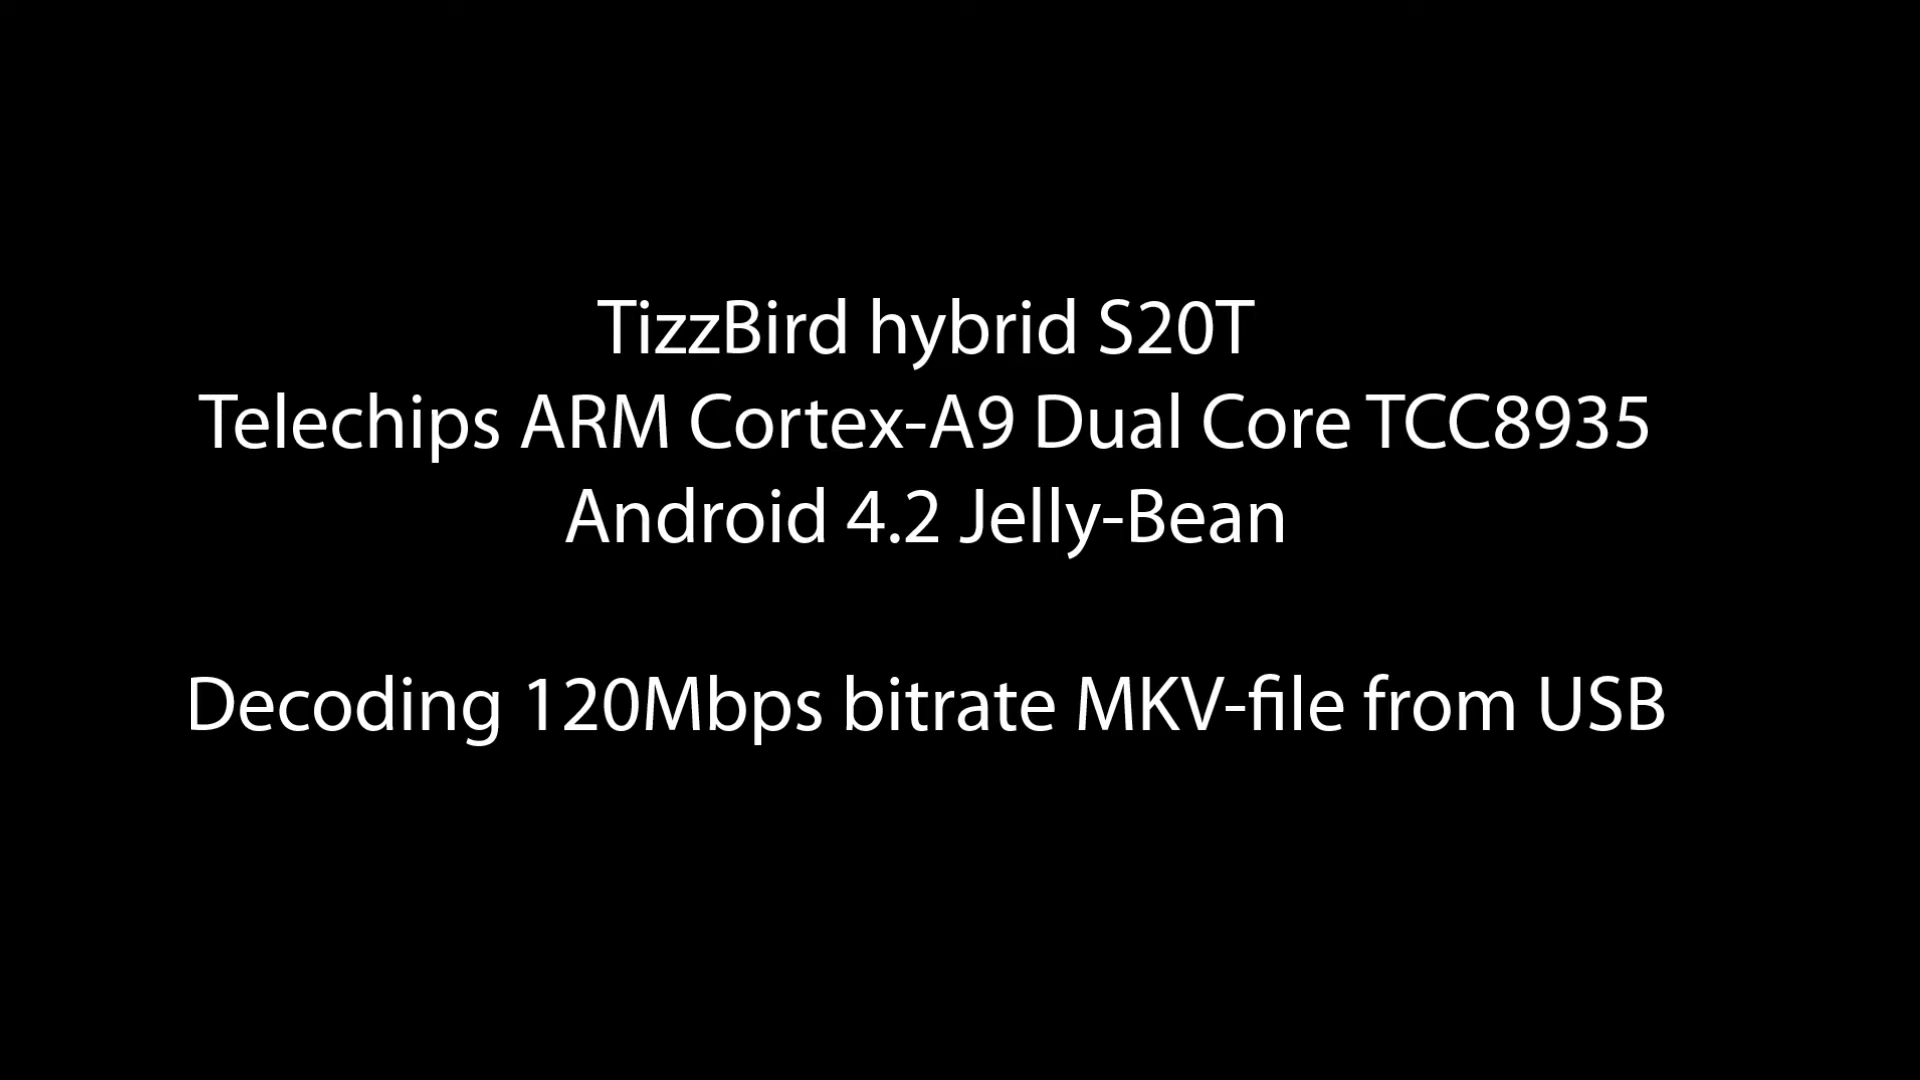 TizzBird hybrid S20T
Telechips ARM Cortex-A9 Dual Core TCC8935
Android 4.2 Jelly-Bean
Decoding 120Mbps bitrate MKV-file from USB